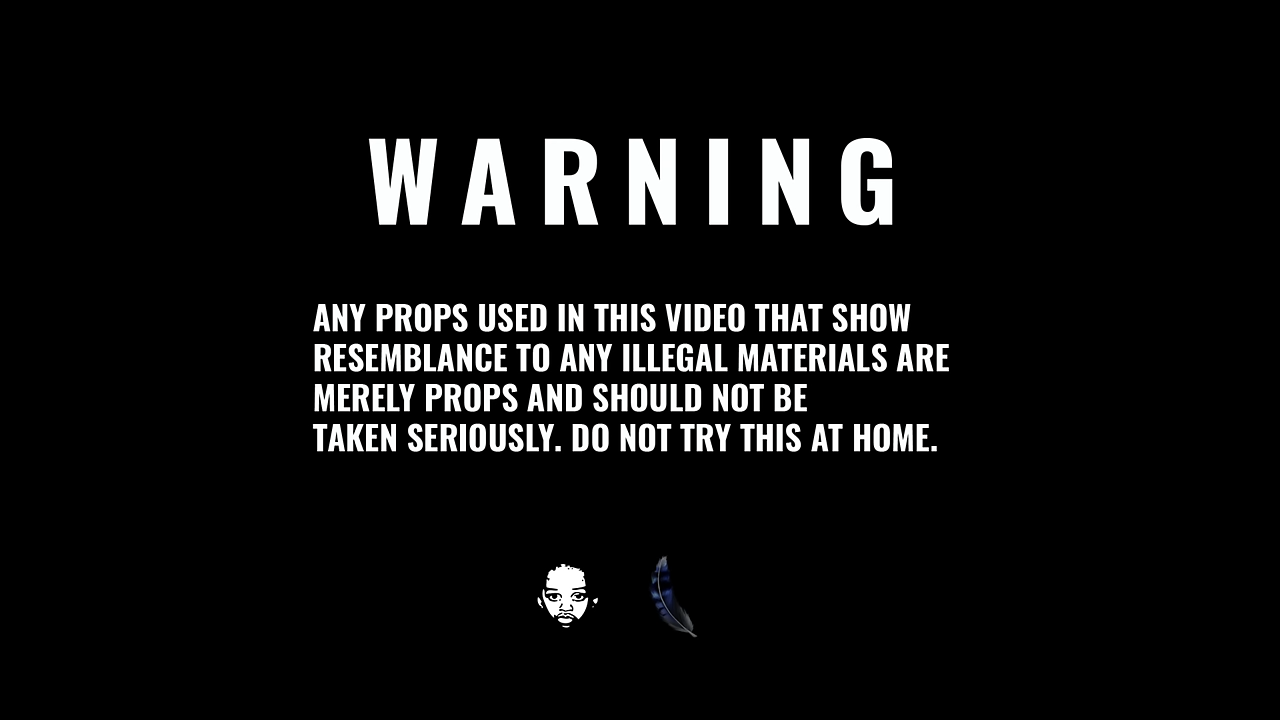 WARNING
ANY PROPS USED IN THIS VIDEO THAT SHOW
RESEMBLANCE TO ANY ILLEGAL MATERIALS ARE
MERELY PROPS AND SHOULD NOT BE
TAKEN SERIOUSLY. DO NOT TRY THIS AT HOME.